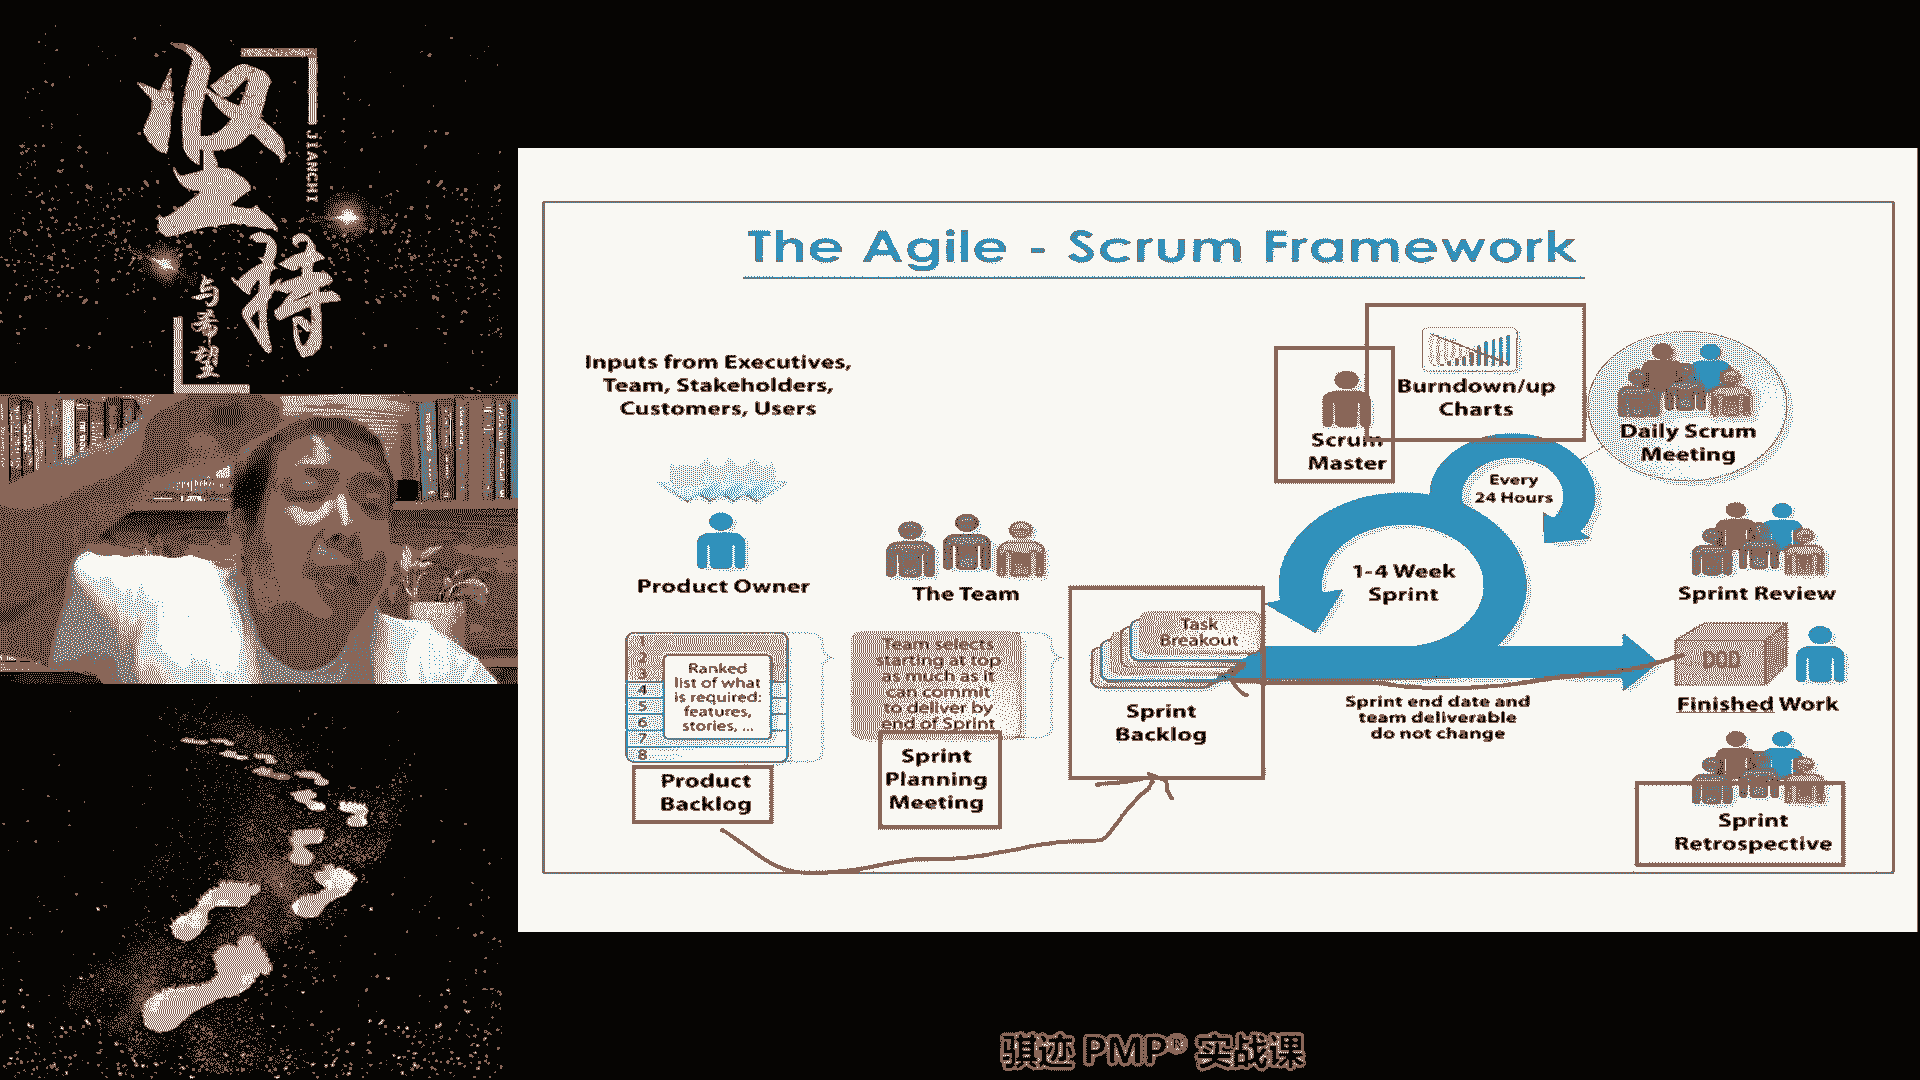 坚持
JIANCHI
与希望
The Agile - Scrum Framework
Inputs from Executives,
Team, Stakeholders,
Customers, Users
Product Owner
The Team
1
2
3
4
5
6
7
8
Ranked
list of what
is required:
features,
stories, ...
Product
Backlog
Team selects
starting at top
as much as it
can commit
to deliver by
end of Sprint
Sprint
Planning
Meeting
Task
Breakout
Sprint
Backlog
Scrum
Master
Burndown/up
Charts
Daily Scrum
Meeting
Every
24 Hours
1-4 Week
Sprint
Sprint end date and
team deliverable
do not change
Sprint Review
Finished Work
Sprint
Retrospective
骐迹 PMP® 实战课